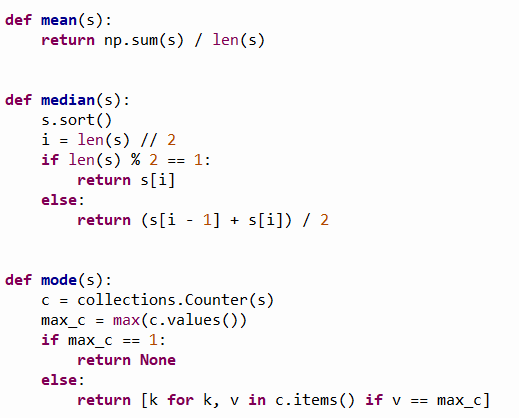 def mean(s):
    return np.sum(s) / len(s)
def median(s):
    s.sort()
    i = len(s) // 2
    if len(s) % 2 == 1:
        return s[i]
    else:
        return (s[i - 1] + s[i]) / 2
def mode(s):
    c = collections.Counter(s)
    max_c = max(c.values())
    if max_c == 1:
        return None
    else:
        return [k for k, v in c.items() if v == max_c]